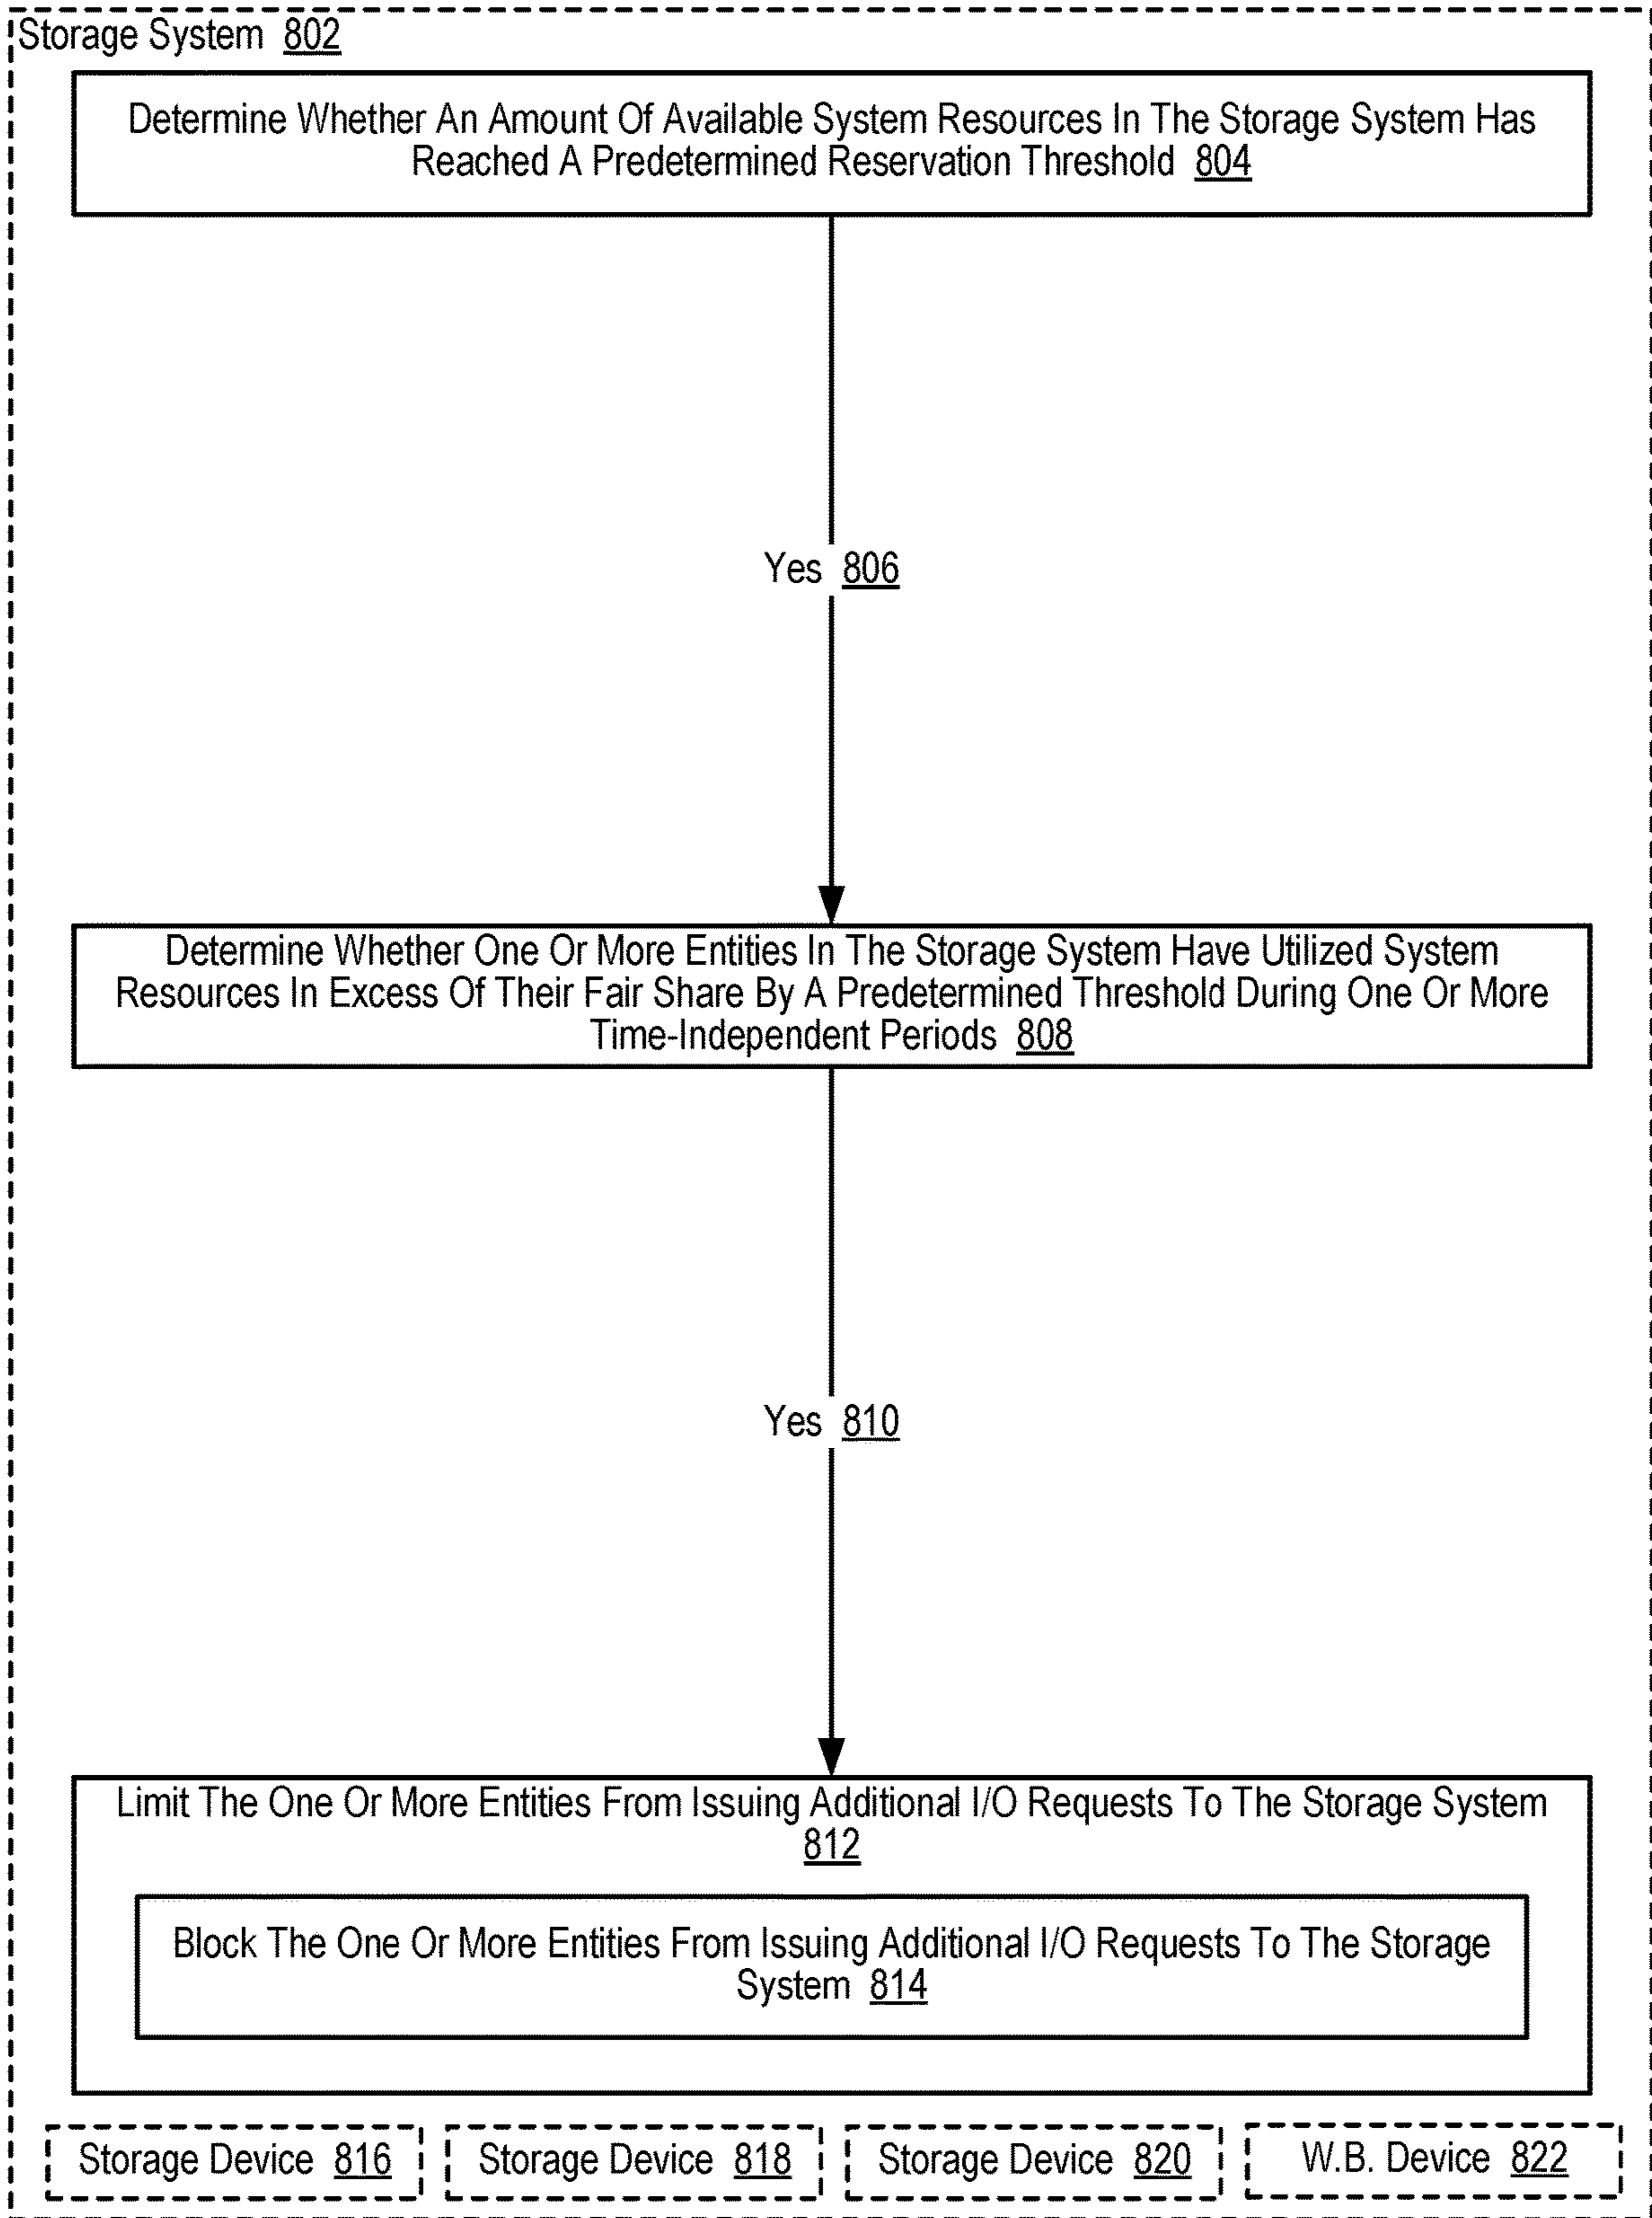 Storage System 802
Determine Whether An Amount Of Available System Resources In The Storage System Has
Reached A Predetermined Reservation Threshold 804
Yes 806
Determine Whether One Or More Entities In The Storage System Have Utilized System
Resources In Excess Of Their Fair Share By A Predetermined Threshold During One Or More
Time-Independent Periods 808
Yes 810
Limit The One Or More Entities From Issuing Additional I/O Requests To The Storage System
812
Block The One Or More Entities From Issuing Additional I/O Requests To The Storage
System 814
Storage Device 816
Storage Device 818
Storage Device 820
W.B. Device 822